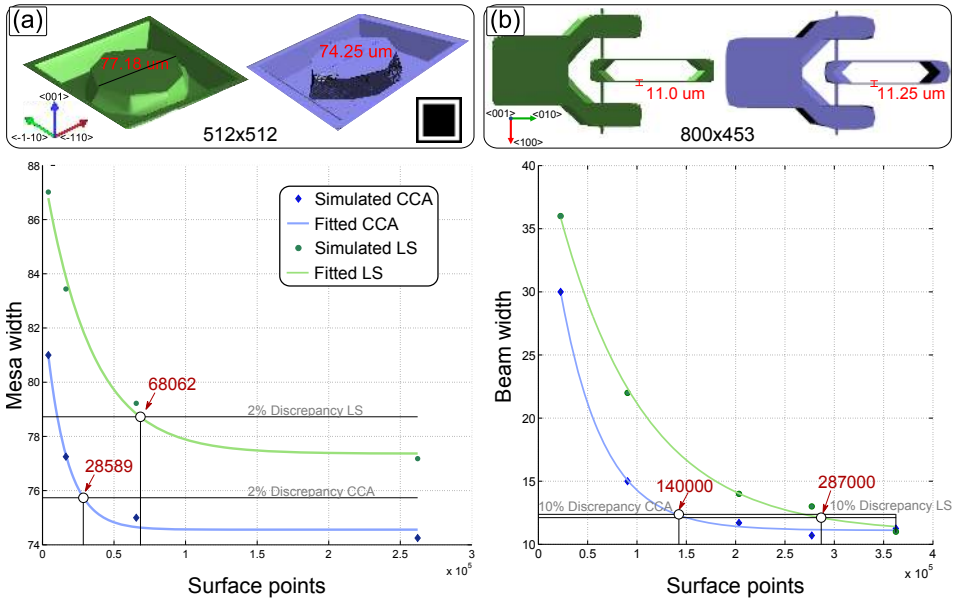 (a)
77.18 um
74.25 um
<001>
<-1-10>
<-110>
512x512
(b)
11.0 um
11.25 um
<001>
<010>
<100>
800x453
88
86
84
82
80
78
76
74
0
0.5
1
1.5
2
2.5
3
x 10⁵
Mesa width
Surface points
Simulated CCA
Fitted CCA
Simulated LS
Fitted LS
68062
2% Discrepancy LS
28589
2% Discrepancy CCA
40
35
30
25
20
15
10
0
0.5
1
1.5
2
2.5
3
3.5
4
x 10⁵
Beam width
Surface points
140000
287000
10% Discrepancy CCA
10% Discrepancy LS